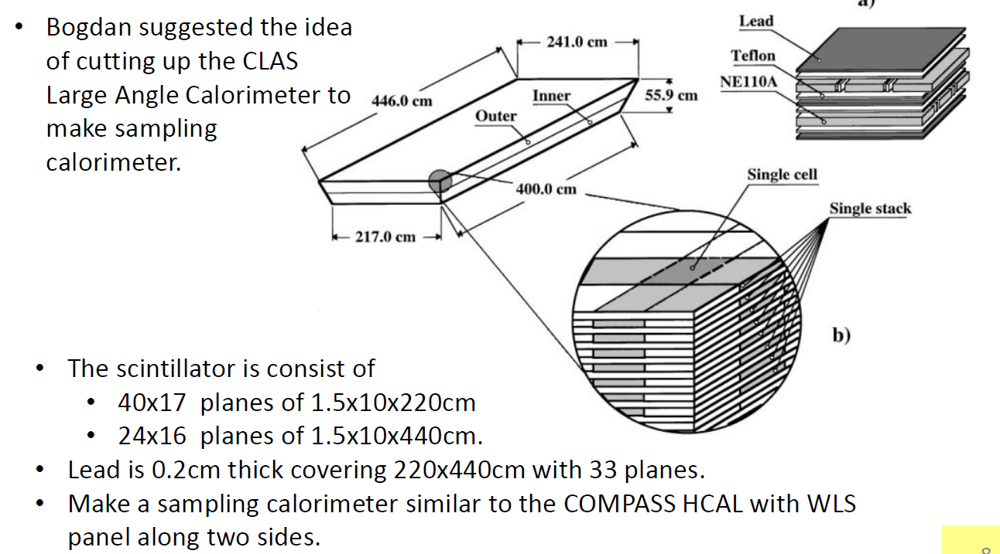 • Bogdan suggested the idea
of cutting up the CLAS
Large Angle Calorimeter to
make sampling
calorimeter.
241.0 cm
446.0 cm
Inner
Outer
55.9 cm
400.0 cm
217.0 cm
a)
Lead
Teflon
NE110A
Single cell
Single stack
b)
• The scintillator is consist of
• 40x17 planes of 1.5x10x220cm
• 24x16 planes of 1.5x10x440cm.
• Lead is 0.2cm thick covering 220x440cm with 33 planes.
• Make a sampling calorimeter similar to the COMPASS HCAL with WLS
panel along two sides.